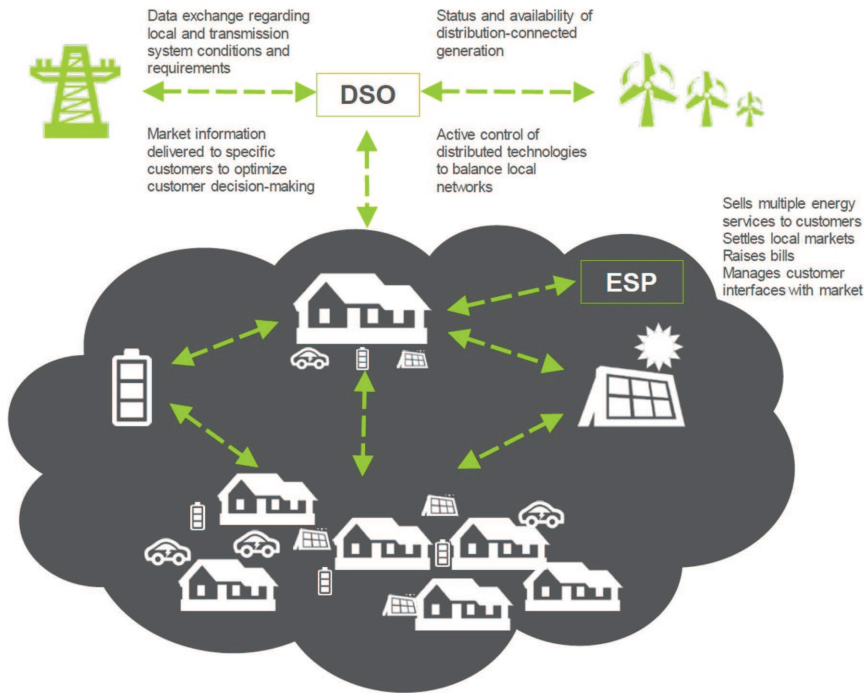 Data exchange regarding
local and transmission
system conditions and
requirements
Status and availability of
distribution-connected
generation
DSO
Market information
delivered to specific
customers to optimize
customer decision-making
Active control of
distributed technologies
to balance local
networks
Sells multiple energy
services to customers
Settles local markets
Raises bills
Manages customer
interfaces with market
ESP